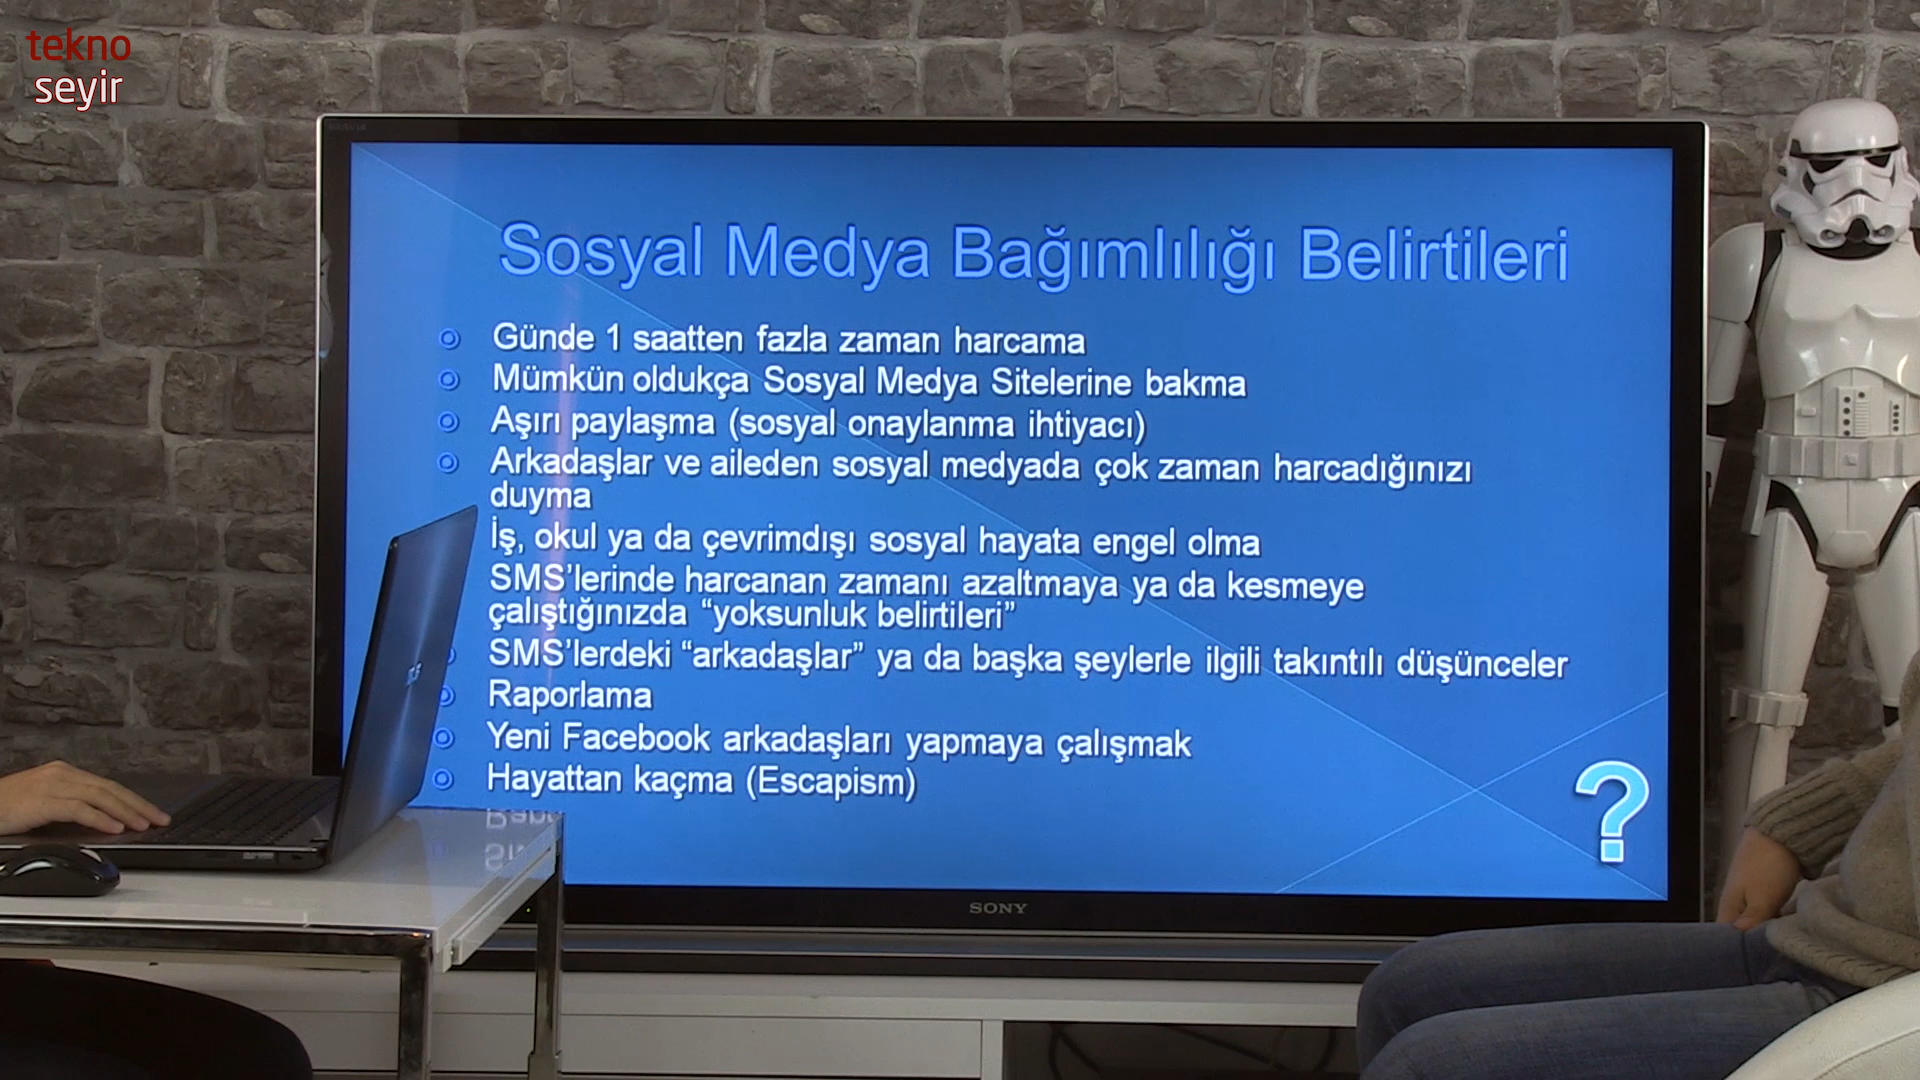 tekno
seyir
Sosyal Medya Bağımlılığı Belirtileri
Günde 1 saatten fazla zaman harcama
Mümkün oldukça Sosyal Medya Sitelerine bakma
Aşırı paylaşma (sosyal onaylanma ihtiyacı)
Arkadaşlar ve aileden sosyal medyada çok zaman harcadığınızı
duyma
İş, okul ya da çevrimdışı sosyal hayata engel olma
SMS’lerinde harcanan zamanı azaltmaya ya da kesmeye
çalıştığınızda “yoksunluk belirtileri”
SMS’lerdeki “arkadaşlar” ya da başka şeylerle ilgili takıntılı düşünceler
Raporlama
Yeni Facebook arkadaşları yapmaya çalışmak
Hayattan kaçma (Escapism)
?
SONY